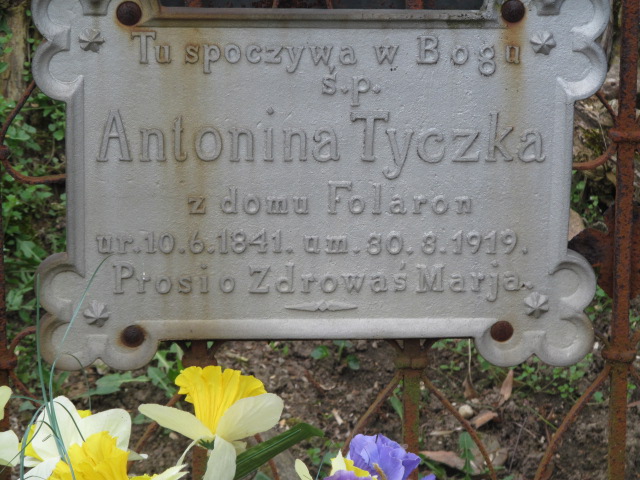 Tu spoczywa w Bogu
ś.p.
Antonina Tyczka
z domu Folaron
ur. 10.6.1841. um. 30.3.1919.
Prosi o Zdrowaś Marja.